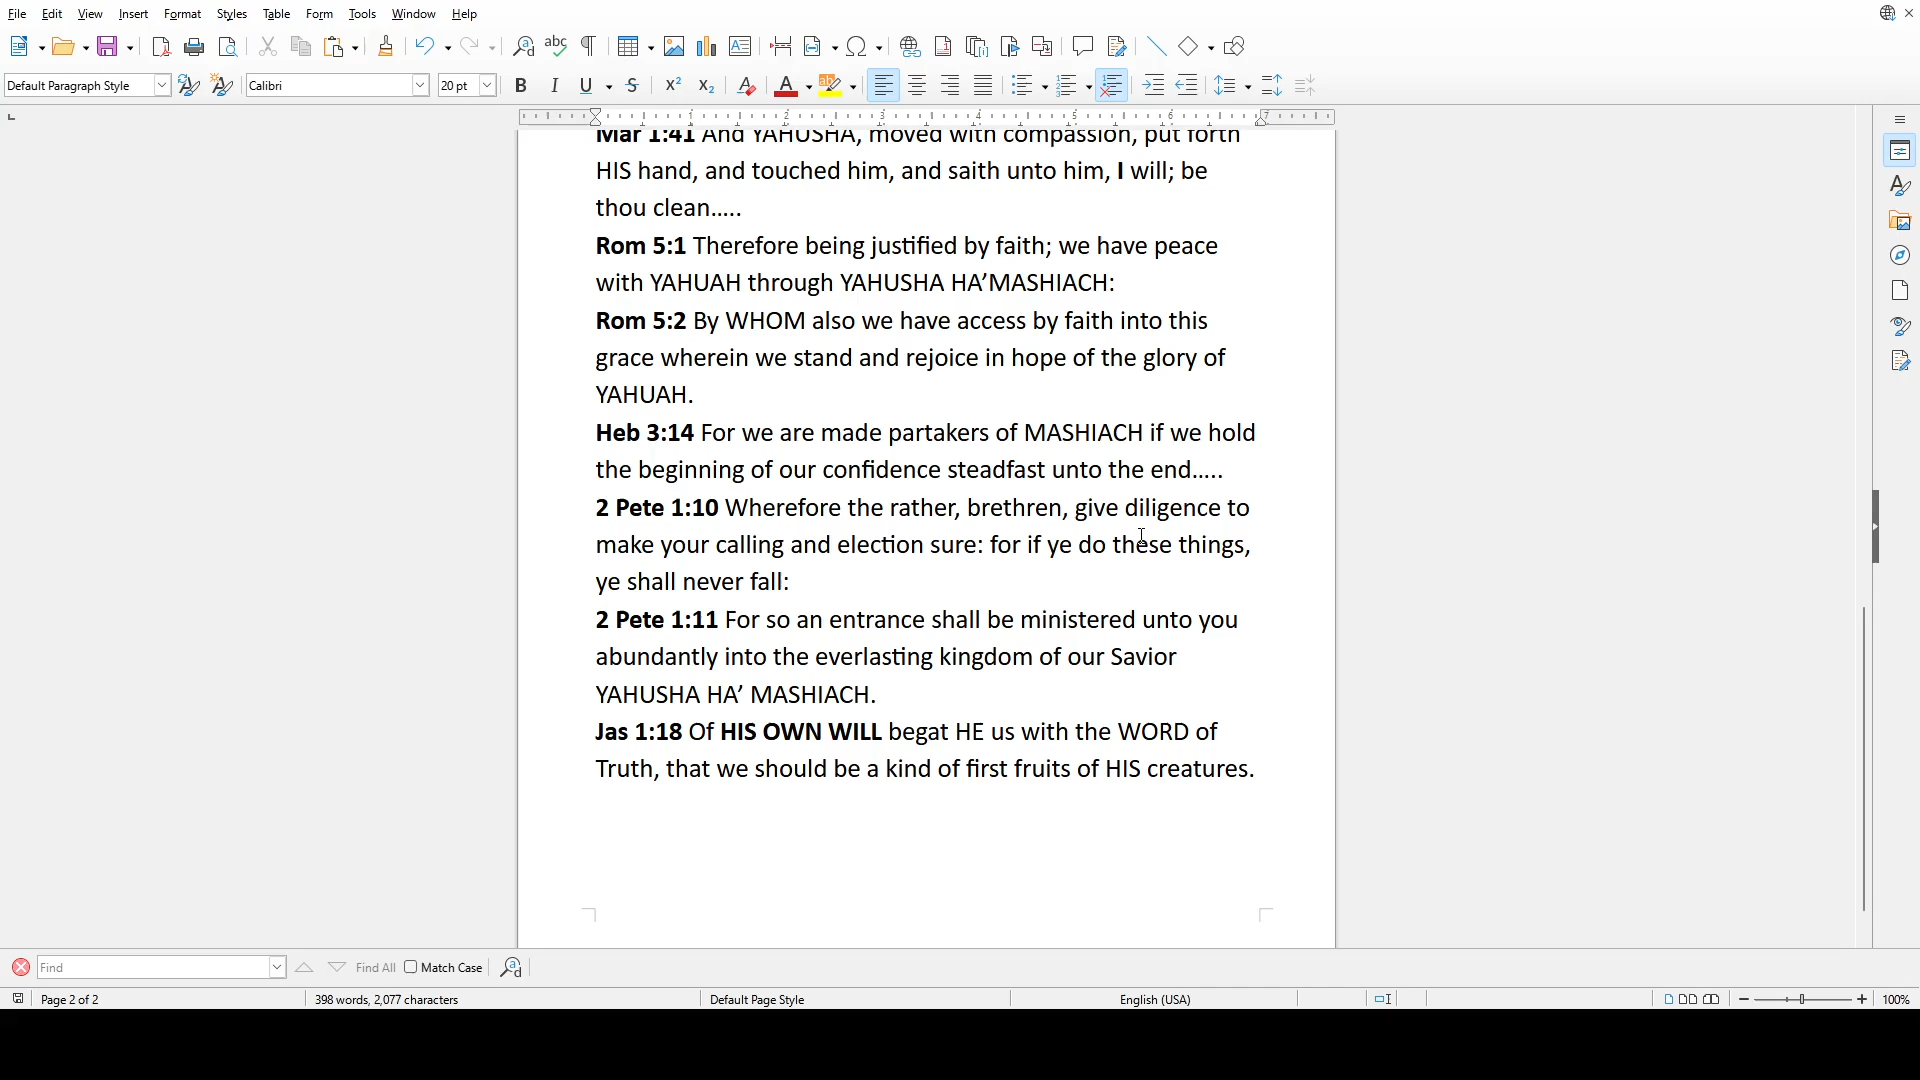 File Edit View Insert Format Styles Table Form Tools Window Help
Default Paragraph Style Calibri 20 pt
1 2 3 4 5 6 7
Mar 1:41 And YAHUSHA, moved with compassion, put forth
HIS hand, and touched him, and saith unto him, I will; be
thou clean…..
Rom 5:1 Therefore being justified by faith; we have peace
with YAHUAH through YAHUSHA HA’MASHIACH:
Rom 5:2 By WHOM also we have access by faith into this
grace wherein we stand and rejoice in hope of the glory of
YAHUAH.
Heb 3:14 For we are made partakers of MASHIACH if we hold
the beginning of our confidence steadfast unto the end…..
2 Pete 1:10 Wherefore the rather, brethren, give diligence to
make your calling and election sure: for if ye do these things,
ye shall never fall:
2 Pete 1:11 For so an entrance shall be ministered unto you
abundantly into the everlasting kingdom of our Savior
YAHUSHA HA’ MASHIACH.
Jas 1:18 Of HIS OWN WILL begat HE us with the WORD of
Truth, that we should be a kind of first fruits of HIS creatures.
Find Find All Match Case
Page 2 of 2 398 words, 2,077 characters Default Page Style English (USA) 100%